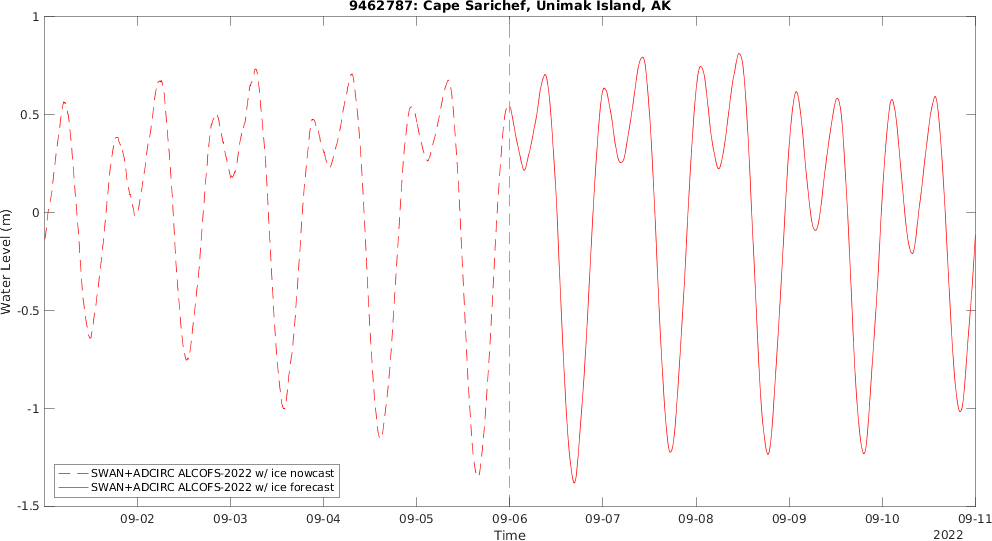 9462787: Cape Sarichef, Unimak Island, AK
1
0.5
0
-0.5
-1
-1.5
Water Level (m)
SWAN+ADCIRC ALCOFS-2022 w/ ice nowcast
SWAN+ADCIRC ALCOFS-2022 w/ ice forecast
09-02 09-03 09-04 09-05 09-06 09-07 09-08 09-09 09-10 09-11
Time
2022